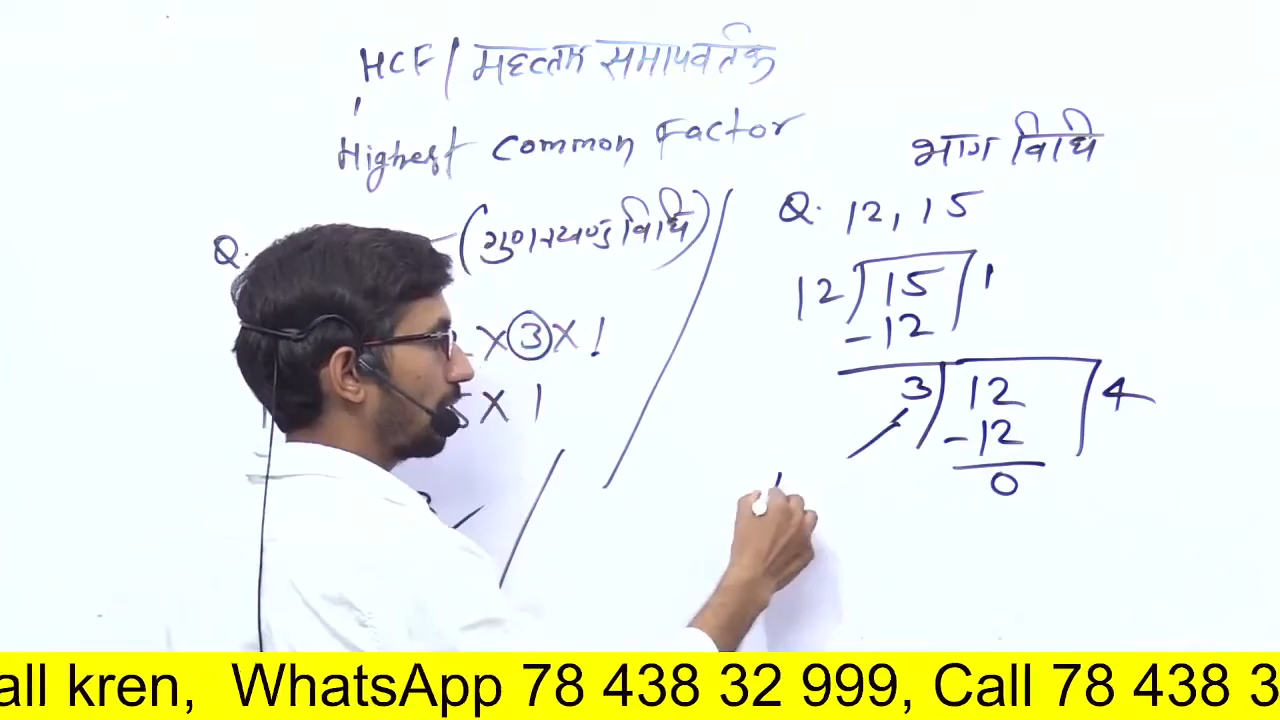 HCF / महत्तम समापवर्तक
Highest Common Factor
Q. (गुणनखण्ड विधि)
× 3 × 1
5 × 1
भाग विधि
Q. 12, 15
12 ) 15 ( 1
- 12
3 ) 12 ( 4
- 12
0
all kren, WhatsApp 78 438 32 999, Call 78 438 3